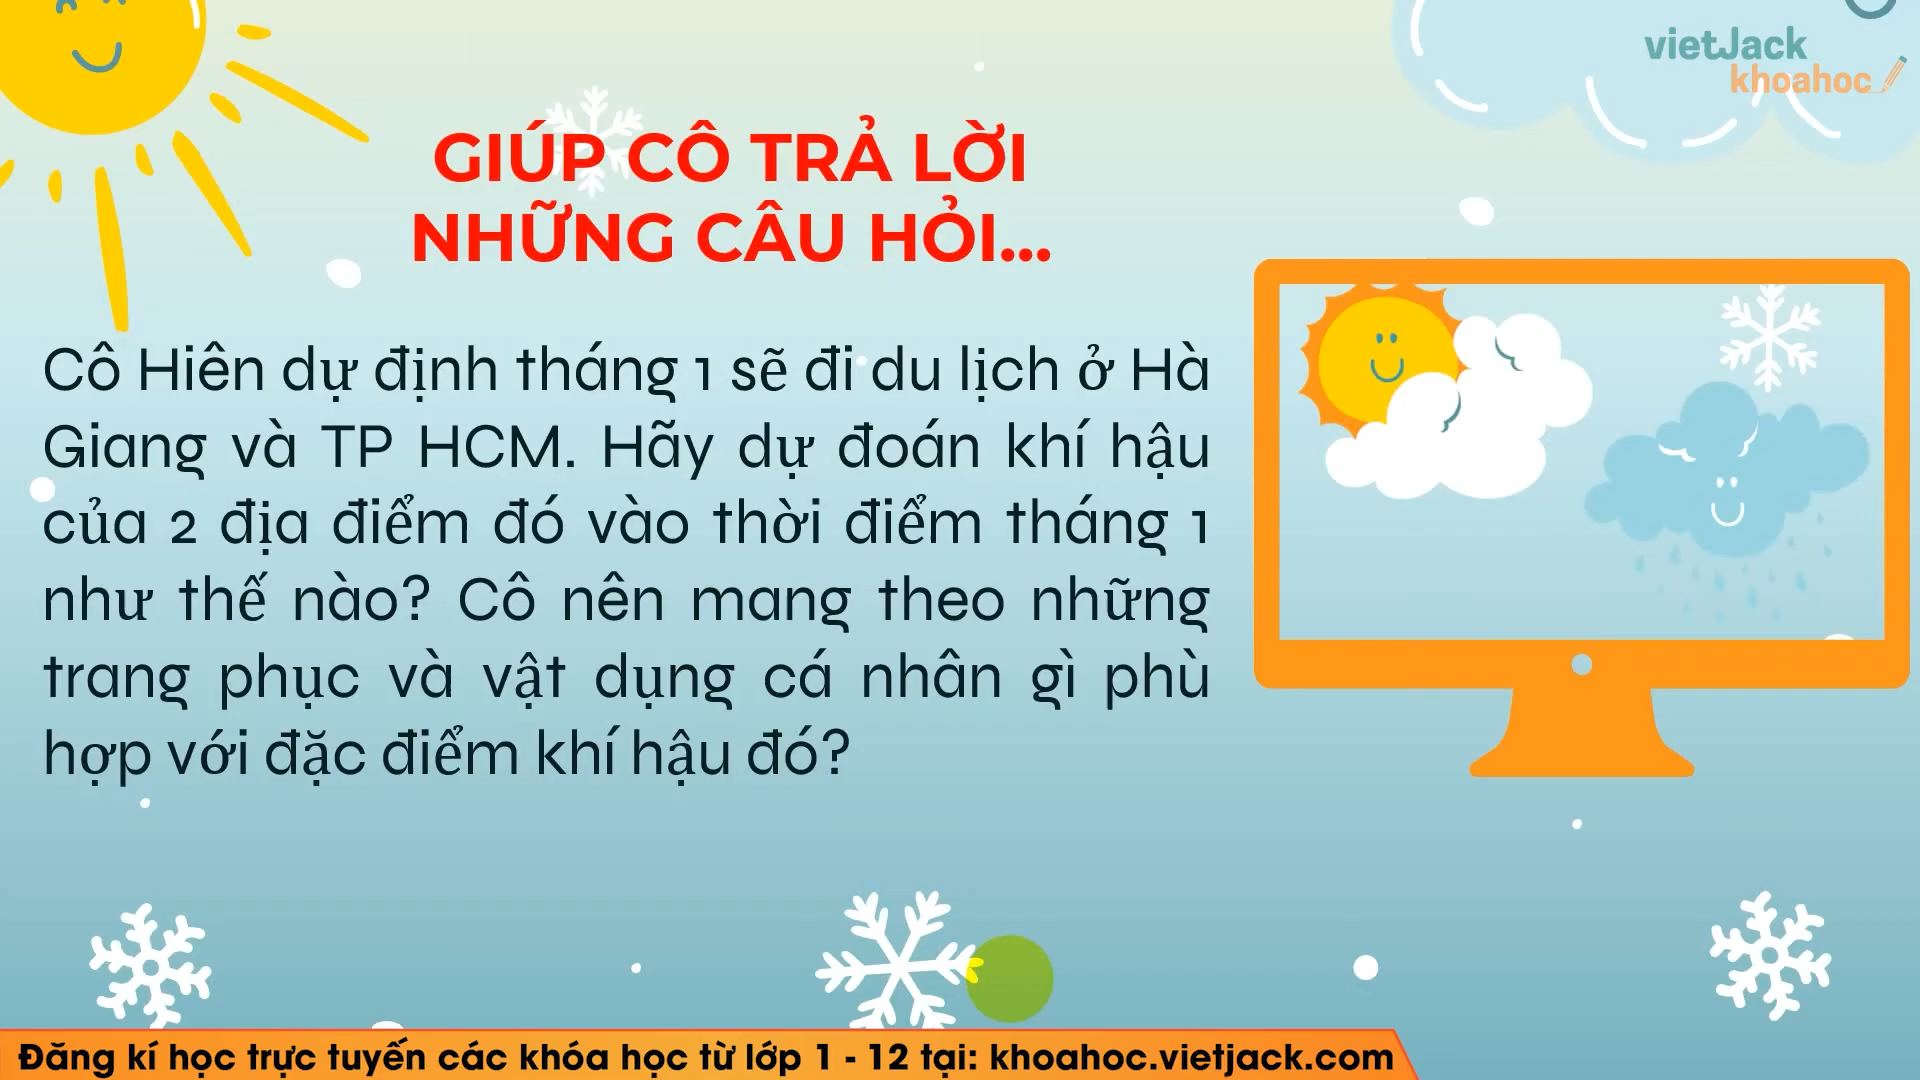 vietJack
khoahoc
GIÚP CÔ TRẢ LỜI
NHỮNG CÂU HỎI...
Cô Hiên dự định tháng 1 sẽ đi du lịch ở Hà
Giang và TP HCM. Hãy dự đoán khí hậu
của 2 địa điểm đó vào thời điểm tháng 1
như thế nào? Cô nên mang theo những
trang phục và vật dụng cá nhân gì phù
hợp với đặc điểm khí hậu đó?
Đăng kí học trực tuyến các khóa học từ lớp 1 - 12 tại: khoahoc.vietjack.com